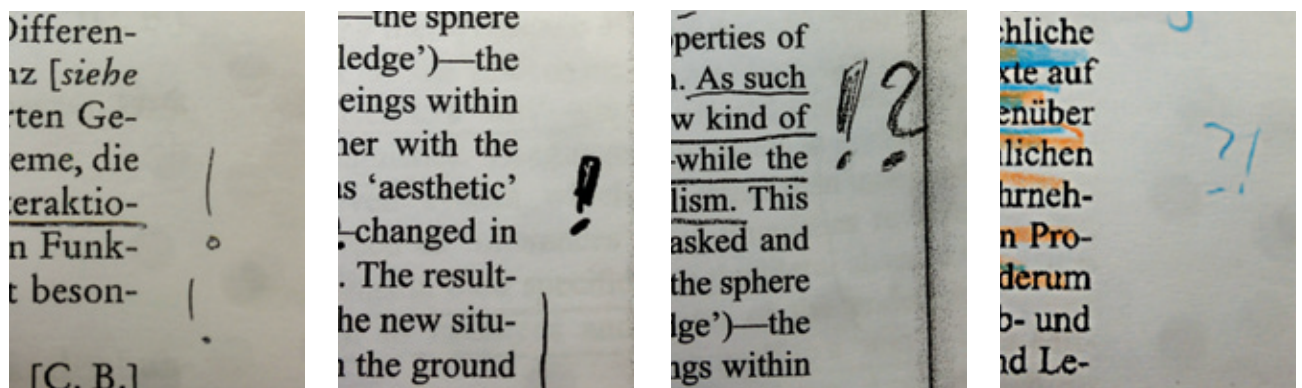 Differen-
nz [siehe
rten Ge-
eme, die
teraktio- !
n Funk-
t beson- !
[C. B.]
—the sphere
ledge’)—the
eings within
her with the
as ‘aesthetic’ !
—changed in
. The result-
he new situ-
n the ground
perties of
. As such !?
w kind of
—while the
lism. This
asked and
the sphere
lge’)—the
ngs within
chliche
xte auf
enüber
lichen ?!
hrneh-
n Pro-
derum
b- und
nd Le-